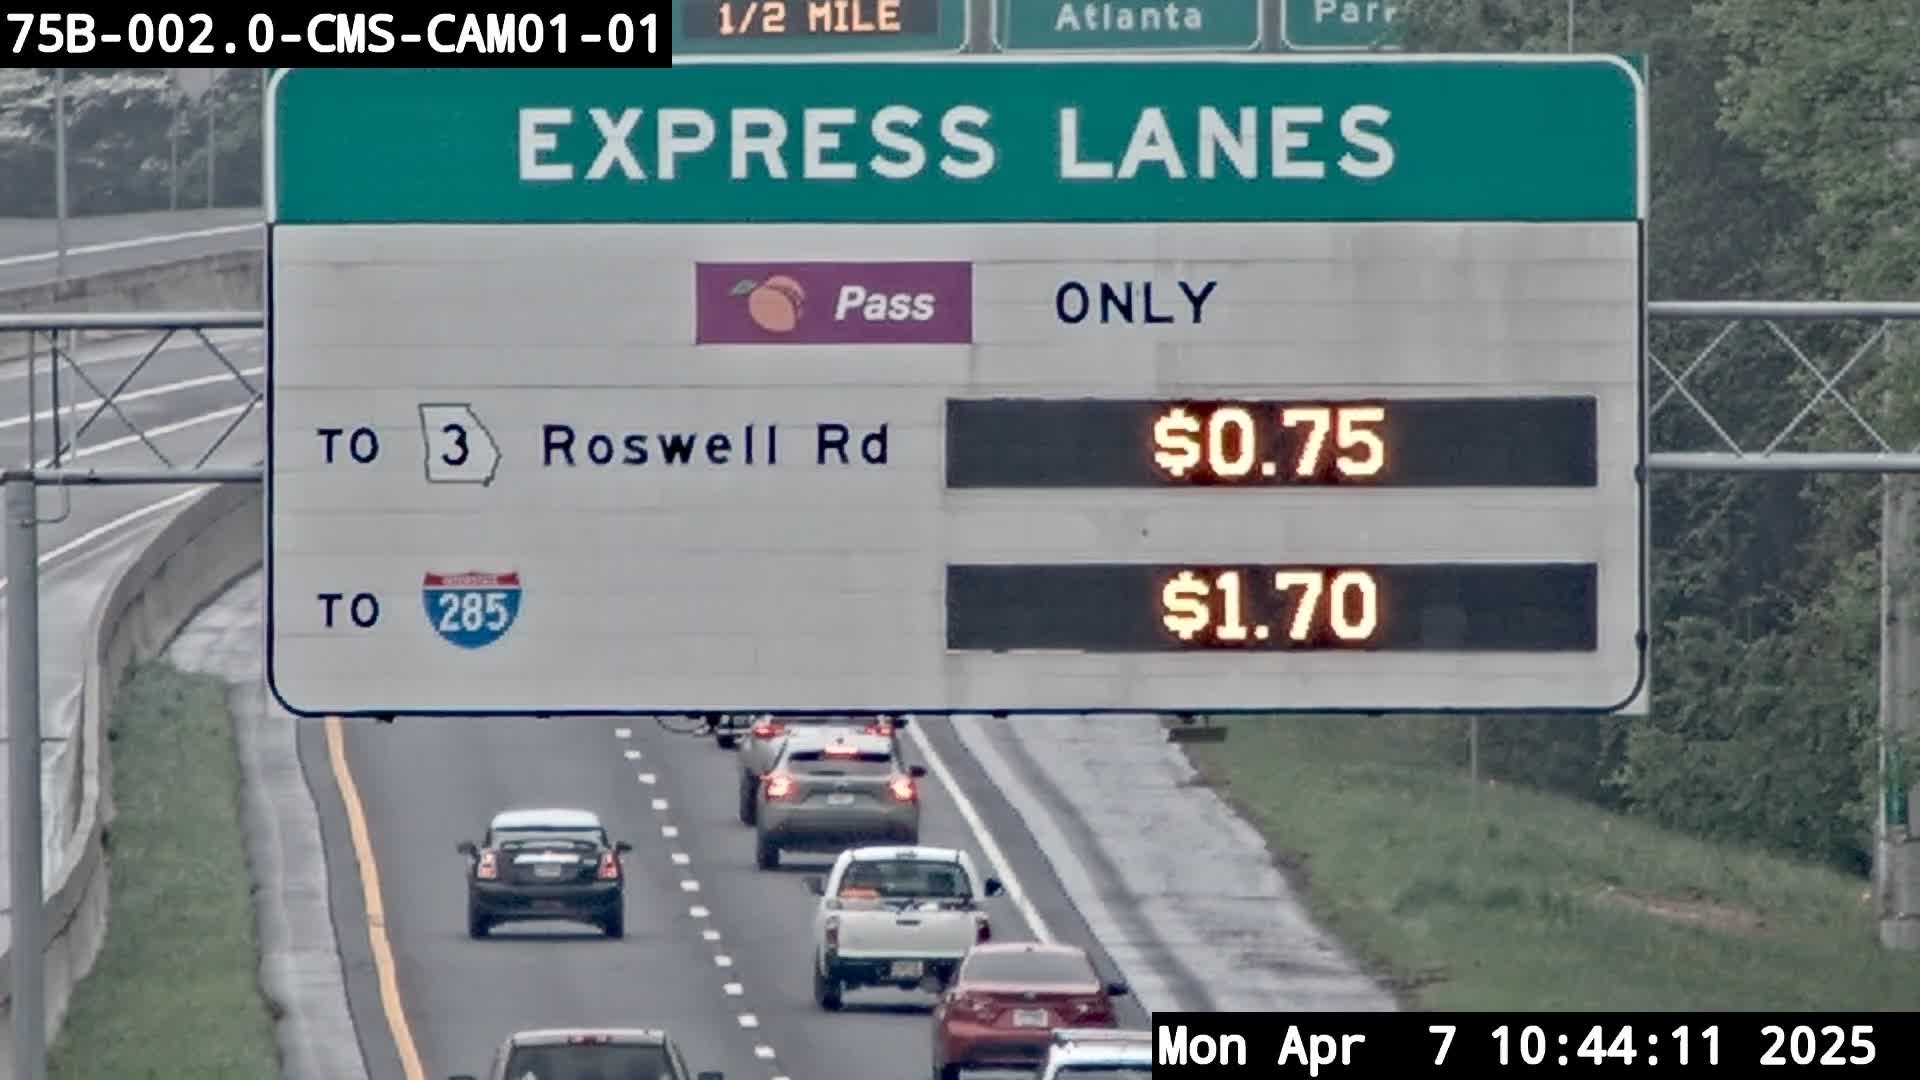 75B-002.0-CMS-CAM01-01
1/2 MILE
Atlanta
EXPRESS LANES
Pass ONLY
TO 3 Roswell Rd $0.75
TO INTERSTATE 285 $1.70
Mon Apr 7 10:44:11 2025